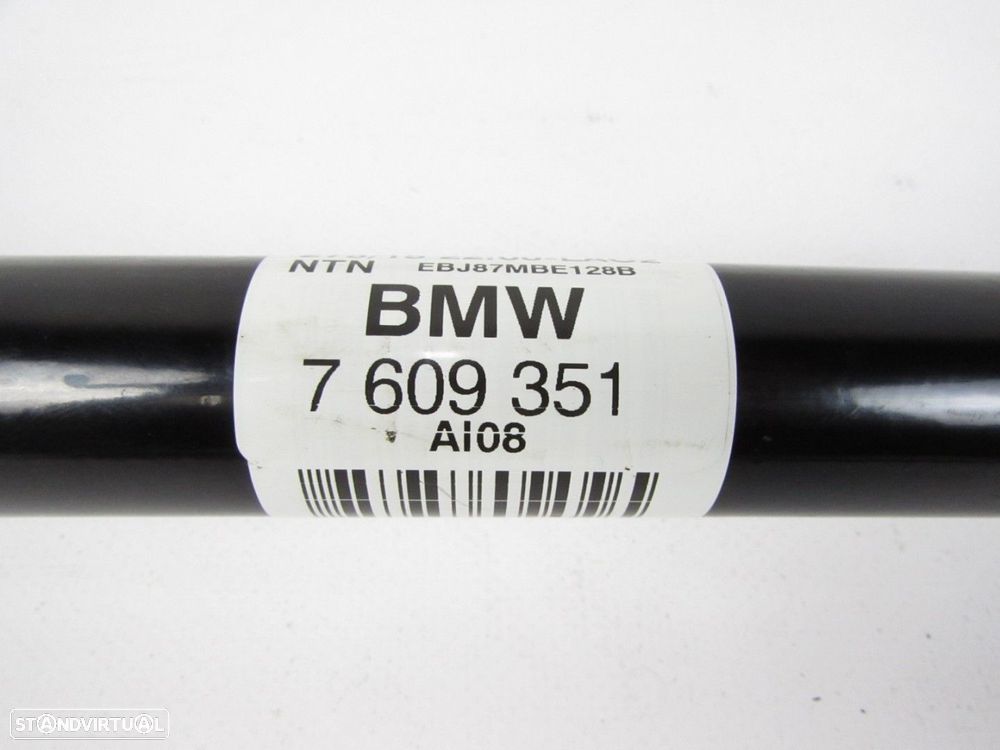 NTN EBJ87MBE128B
BMW
7 609 351
AI08
STANDVIRTUAL